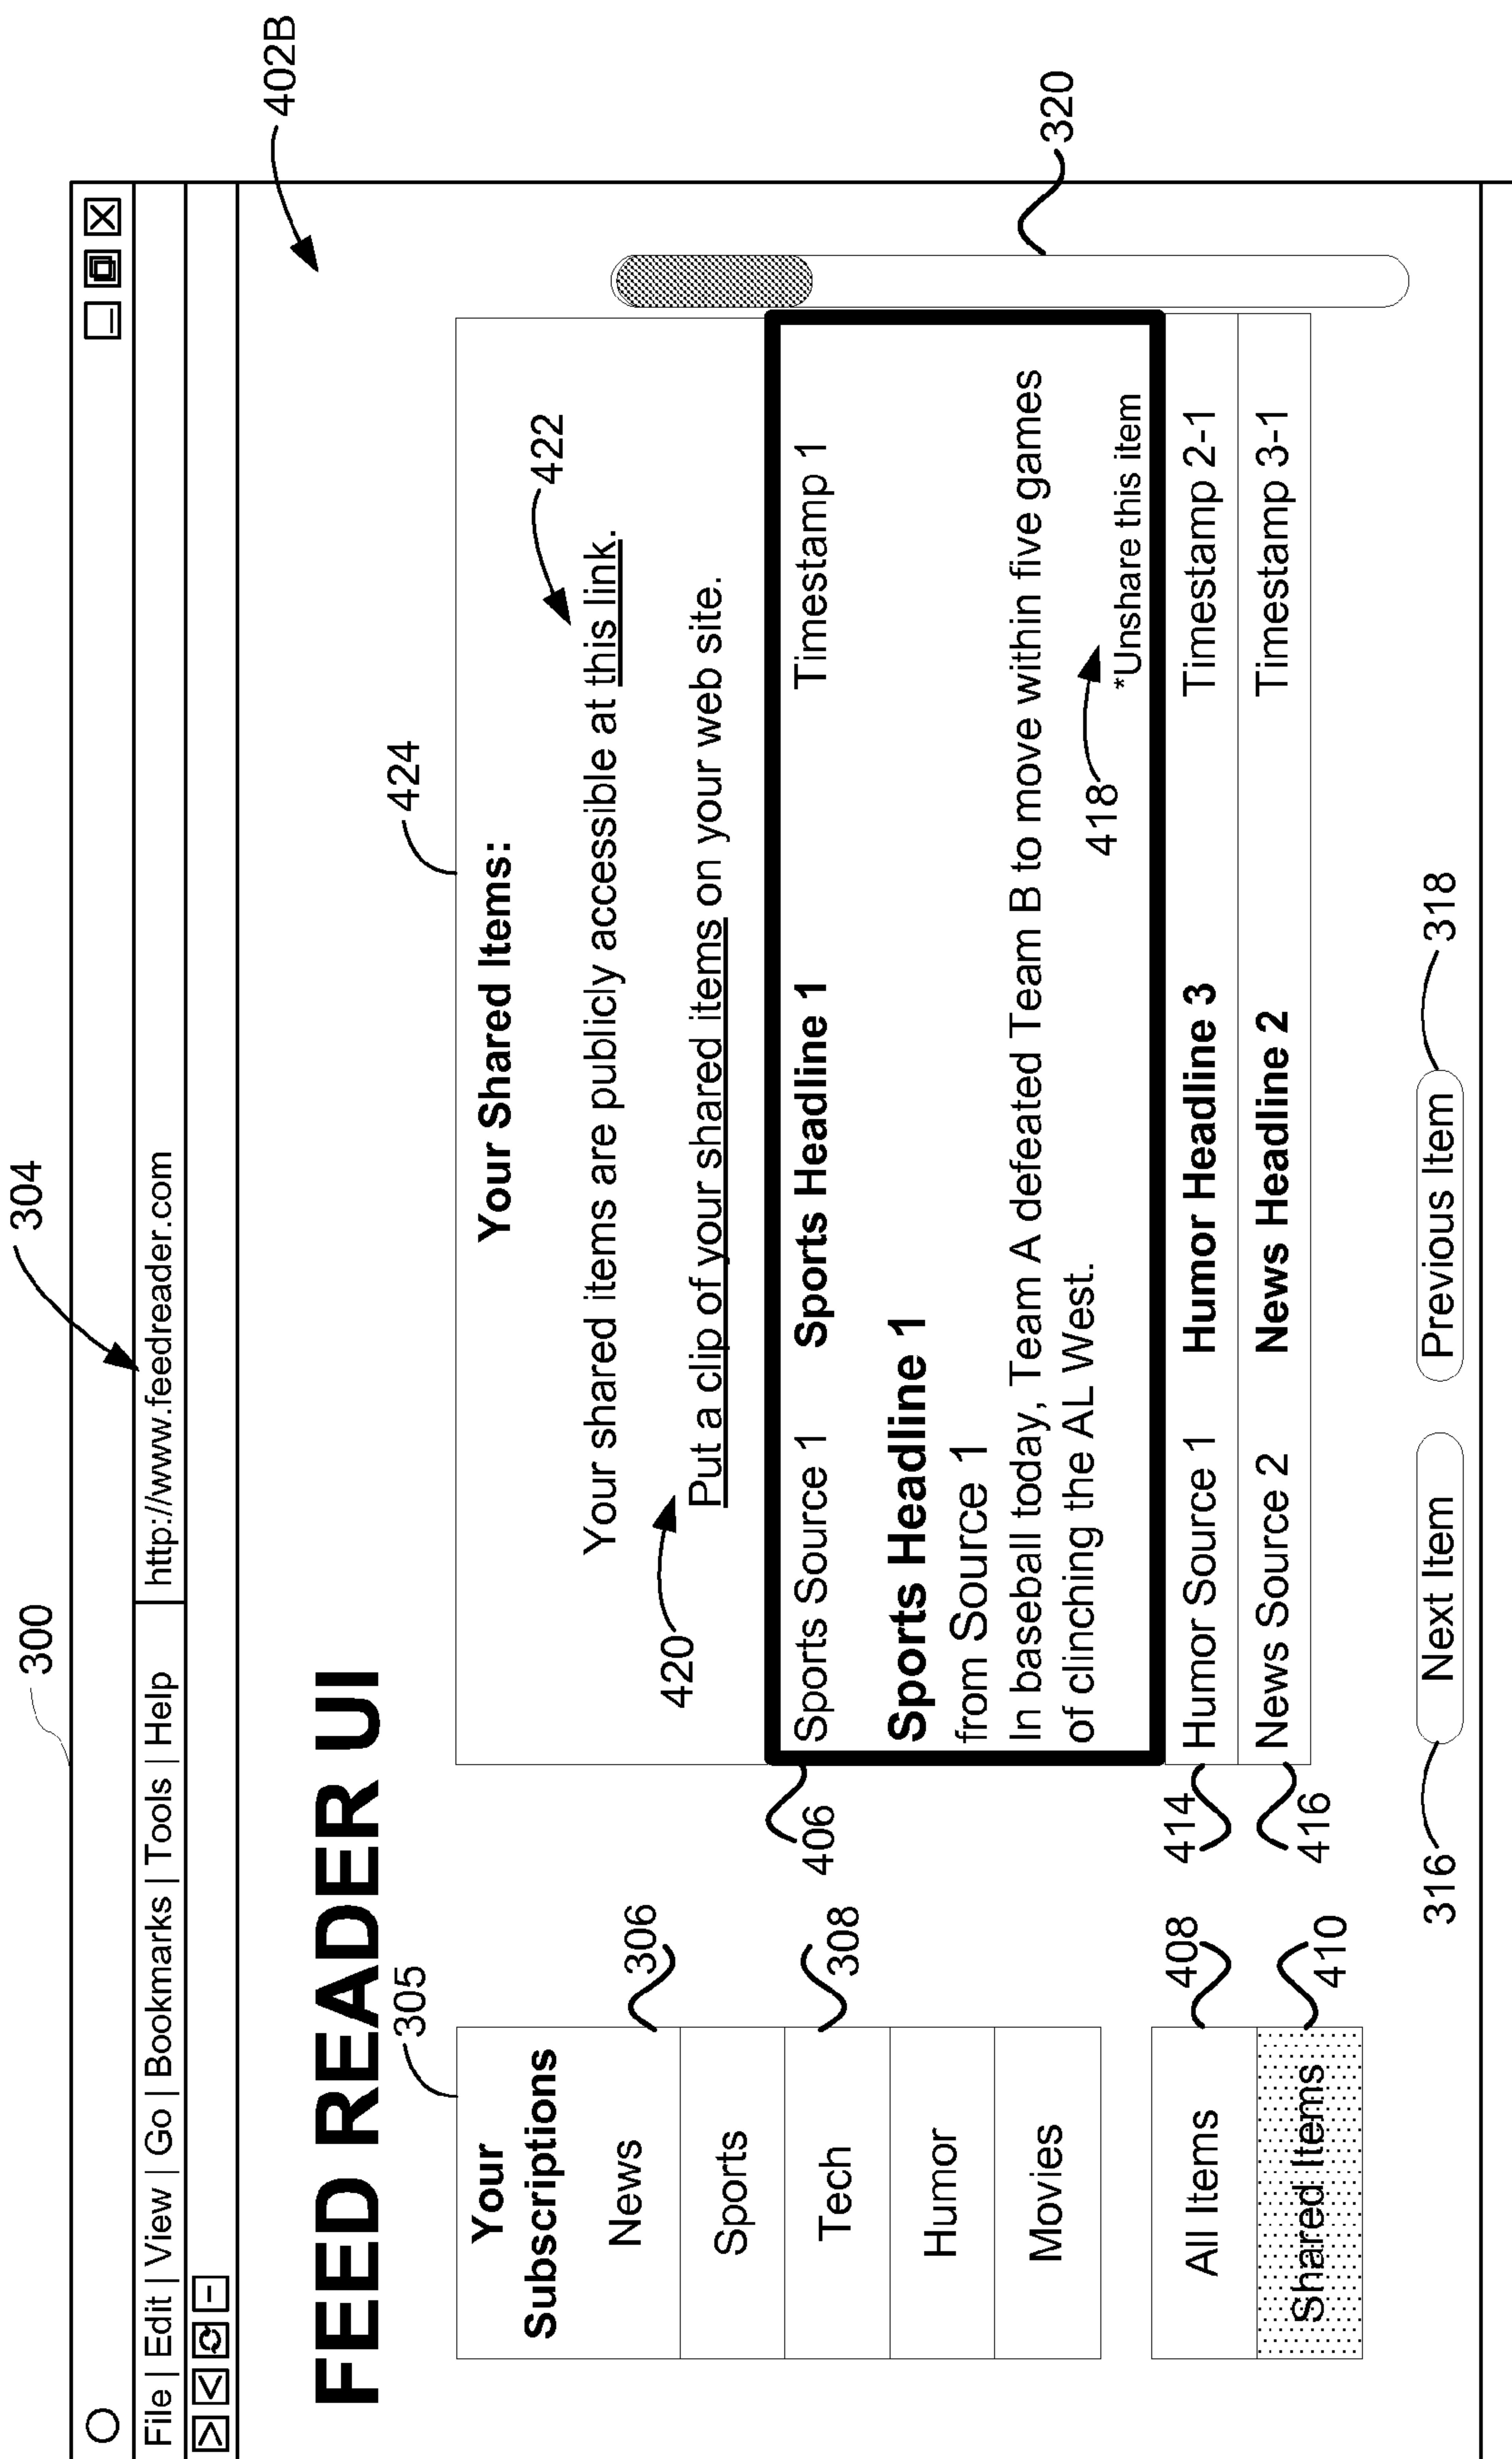 300
304
402B
File | Edit | View | Go | Bookmarks | Tools | Help
http://www.feedreader.com
FEED READER UI
305
Your
Subscriptions
News
306
Sports
Tech
308
Humor
Movies
All Items
408
Shared Items
410
424
Your Shared Items:
422
Your shared items are publicly accessible at this link.
420
Put a clip of your shared items on your web site.
320
406
Sports Source 1 Sports Headline 1 Timestamp 1
Sports Headline 1
from Source 1
In baseball today, Team A defeated Team B to move within five games
of clinching the AL West.
418
*Unshare this item
414
Humor Source 1 Humor Headline 3 Timestamp 2-1
416
News Source 2 News Headline 2 Timestamp 3-1
316
Next Item
Previous Item
318